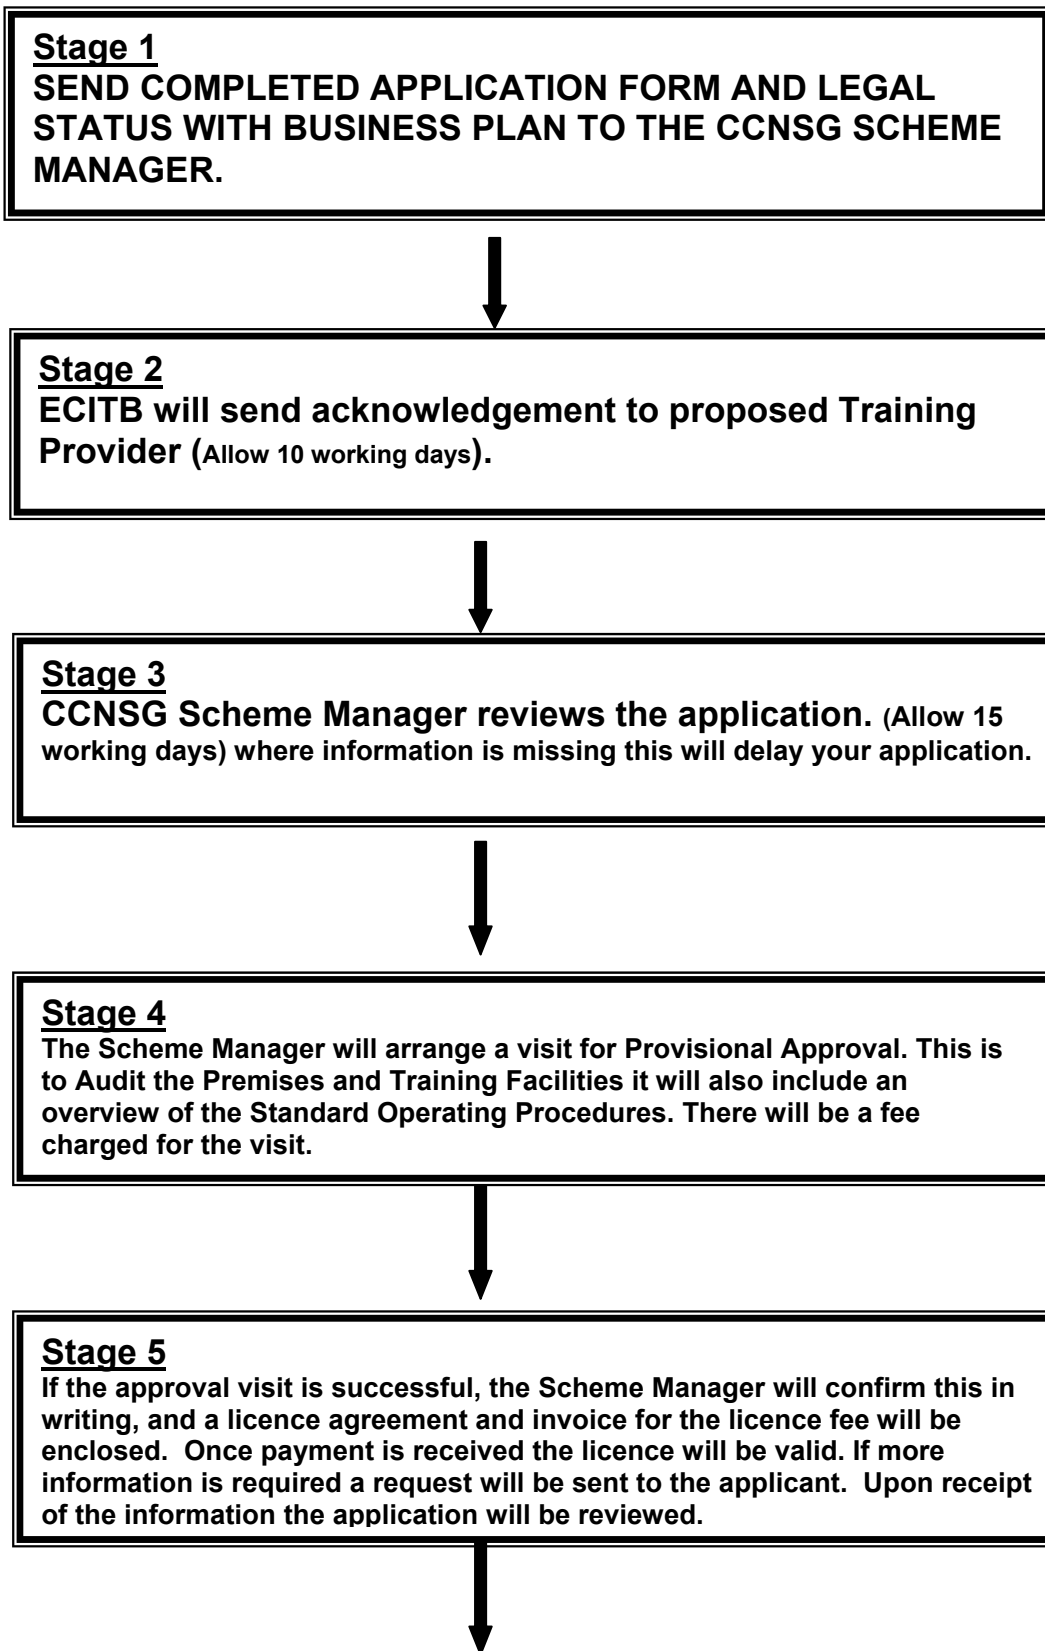 Stage 1
SEND COMPLETED APPLICATION FORM AND LEGAL
STATUS WITH BUSINESS PLAN TO THE CCNSG SCHEME
MANAGER.
Stage 2
ECITB will send acknowledgement to proposed Training
Provider (Allow 10 working days).
Stage 3
CCNSG Scheme Manager reviews the application. (Allow 15
working days) where information is missing this will delay your application.
Stage 4
The Scheme Manager will arrange a visit for Provisional Approval. This is
to Audit the Premises and Training Facilities it will also include an
overview of the Standard Operating Procedures. There will be a fee
charged for the visit.
Stage 5
If the approval visit is successful, the Scheme Manager will confirm this in
writing, and a licence agreement and invoice for the licence fee will be
enclosed.  Once payment is received the licence will be valid. If more
information is required a request will be sent to the applicant.  Upon receipt
of the information the application will be reviewed.